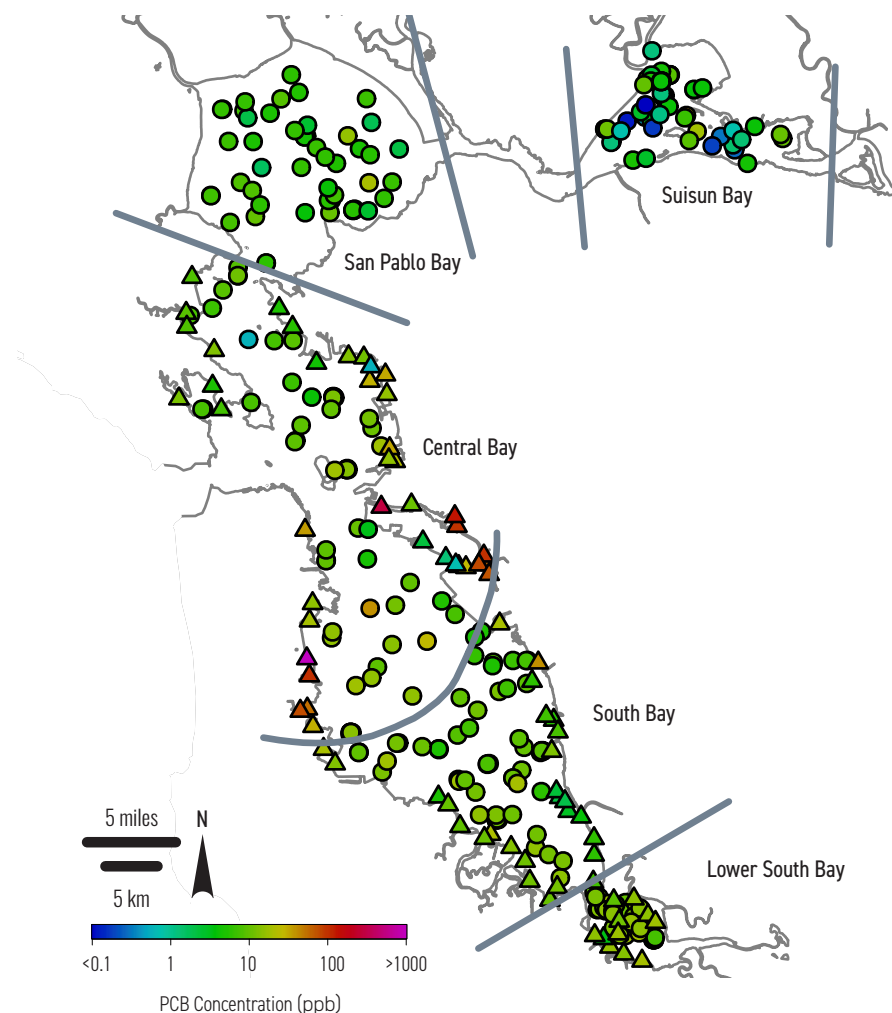 Suisun Bay
San Pablo Bay
Central Bay
South Bay
5 miles
N
Lower South Bay
5 km
<0.1 1 10 100 >1000
PCB Concentration (ppb)